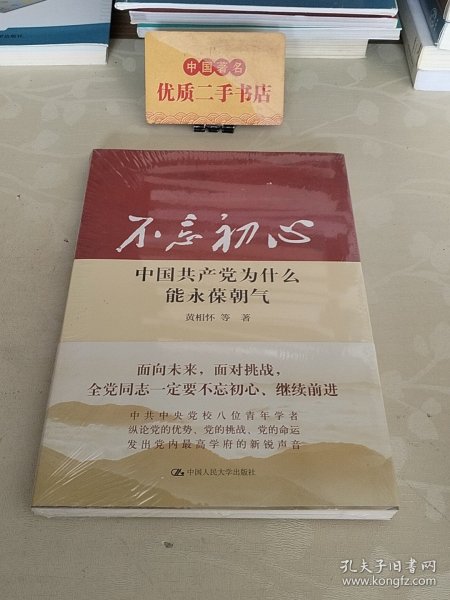 中国著名
优质二手书店
不忘初心
中国共产党为什么
能永葆朝气
黄相怀 等 著
面向未来，面对挑战，
全党同志一定要不忘初心、继续前进
中共中央党校八位青年学者
纵论党的优势、党的挑战、党的命运
发出党内最高学府的新锐声音
中国人民大学出版社
孔夫子旧书网
www.kongfz.com